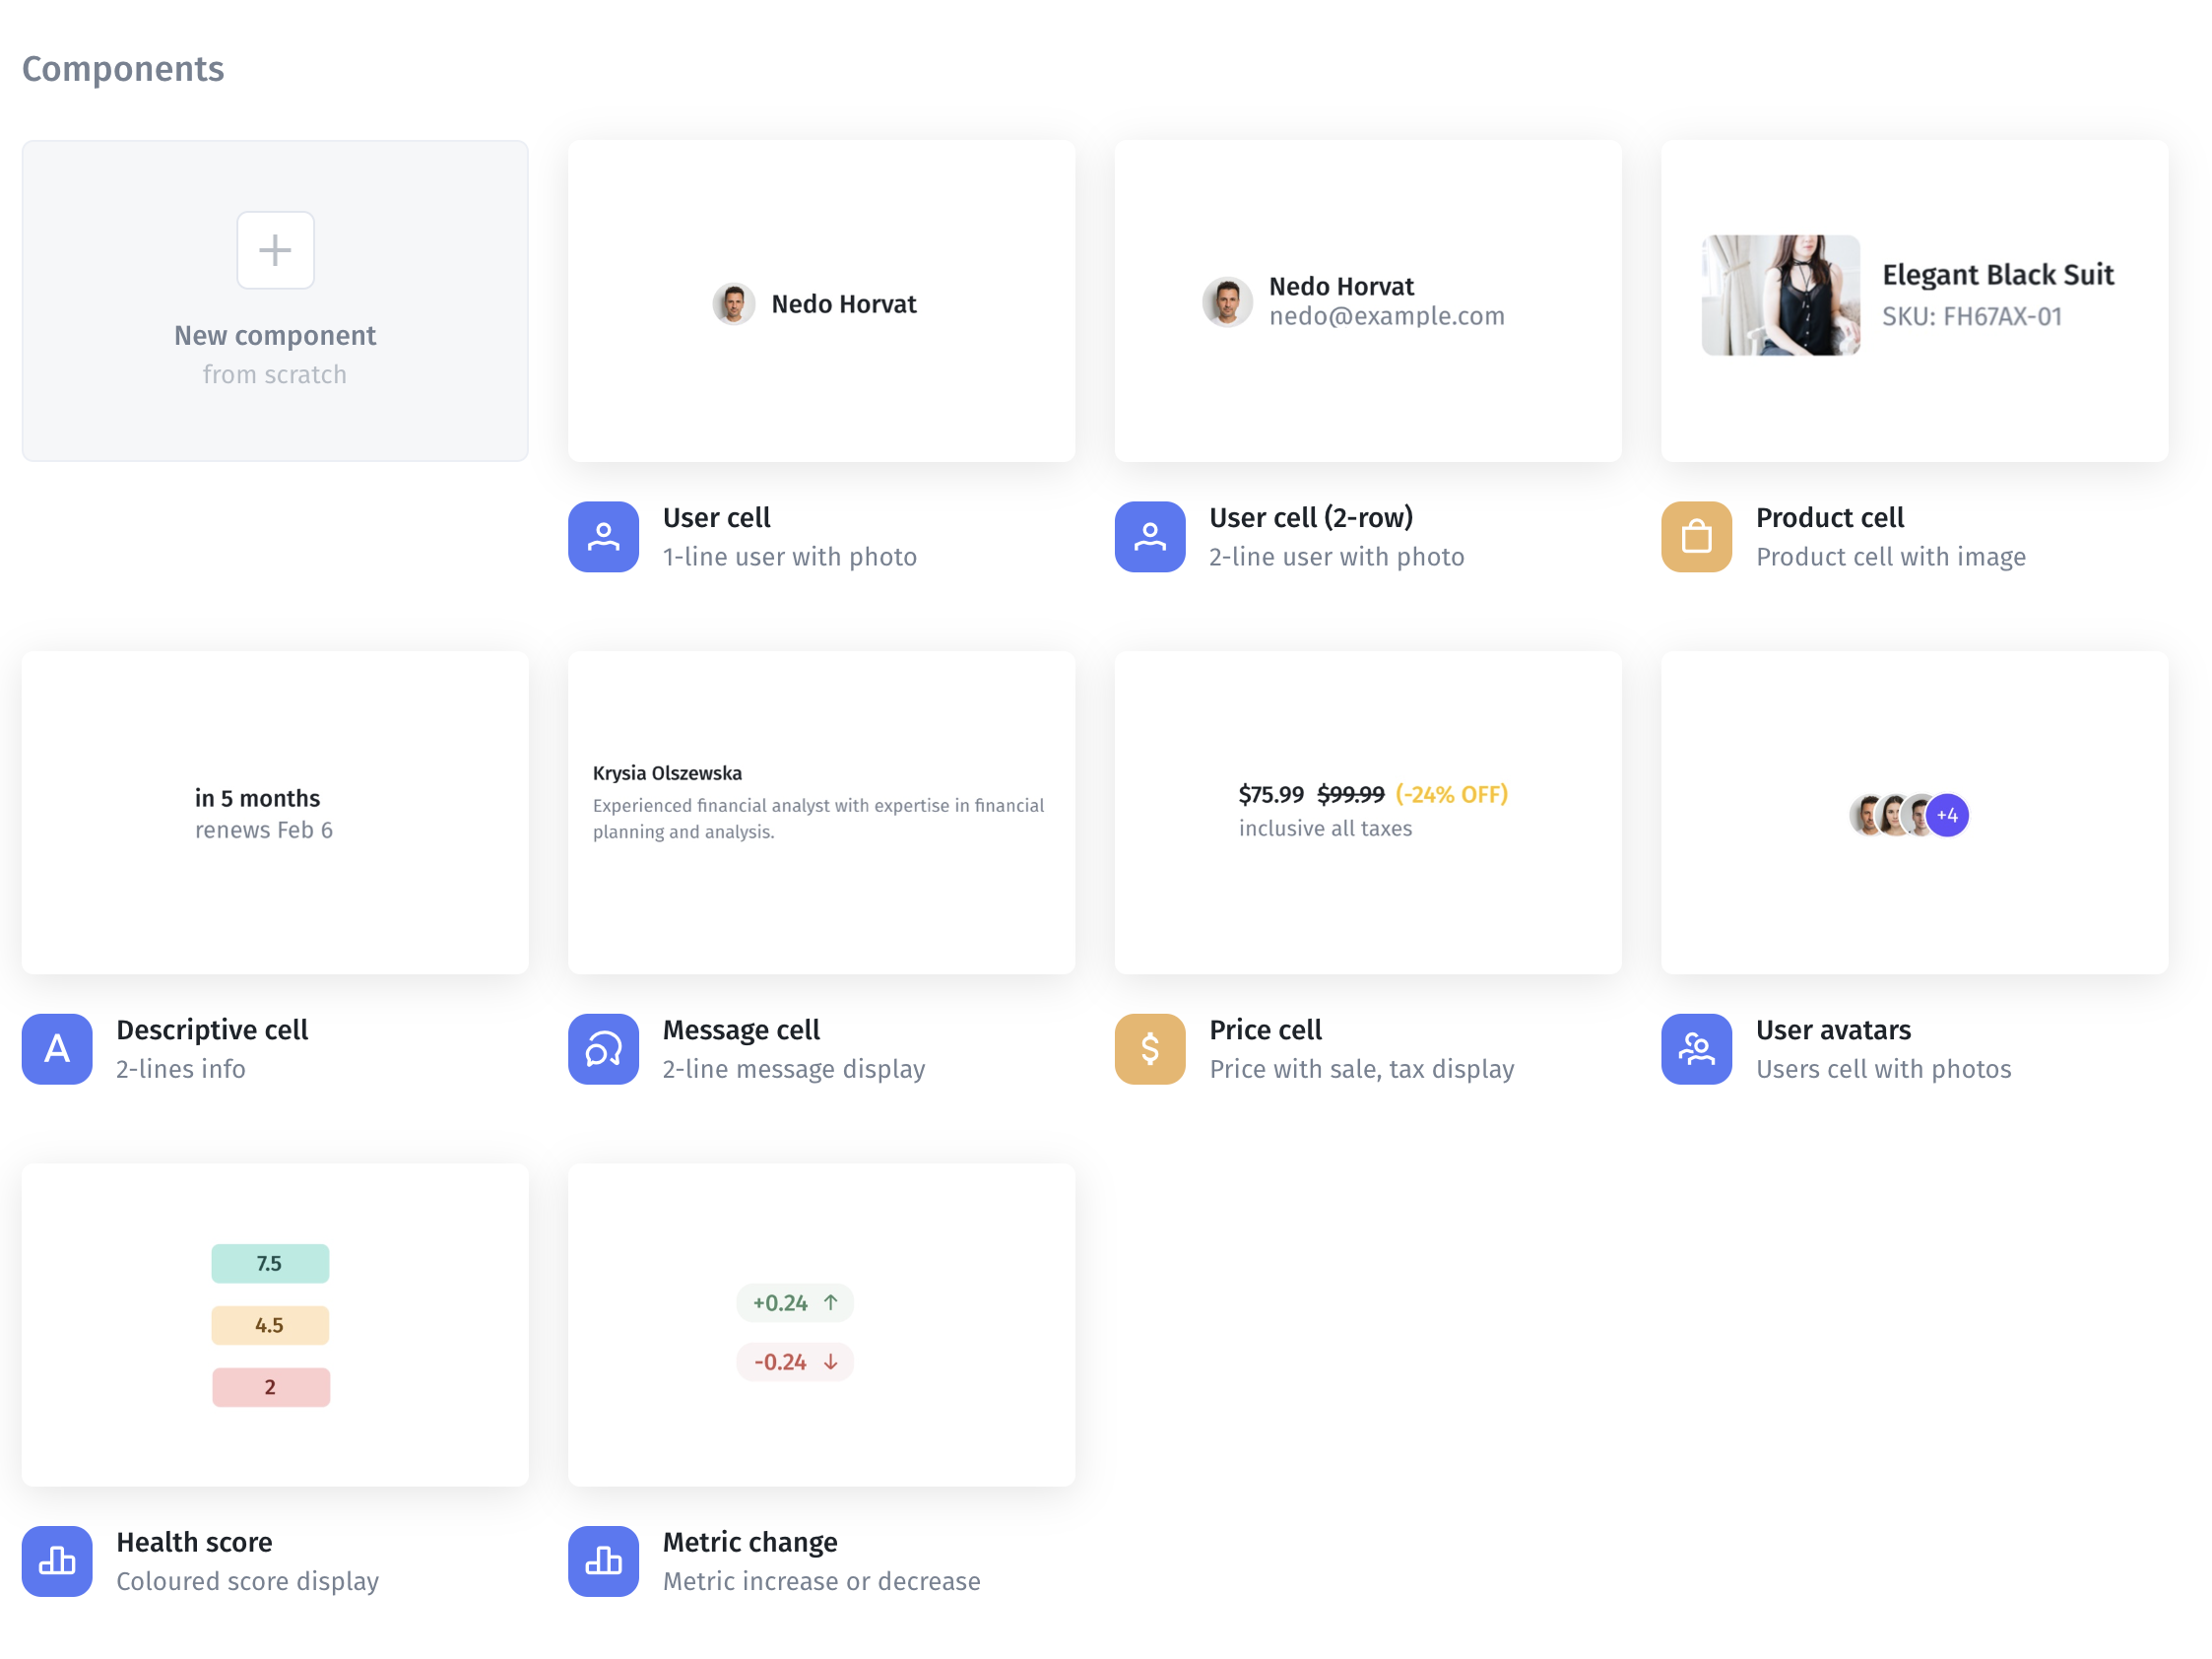 Components
New component
from scratch
Nedo Horvat
User cell
1-line user with photo
Nedo Horvat
nedo@example.com
User cell (2-row)
2-line user with photo
Elegant Black Suit
SKU: FH67AX-01
Product cell
Product cell with image
in 5 months
renews Feb 6
A
Descriptive cell
2-lines info
Krysia Olszewska
Experienced financial analyst with expertise in financial
planning and analysis.
Message cell
2-line message display
$75.99 $99.99 (-24% OFF)
inclusive all taxes
$
Price cell
Price with sale, tax display
+4
User avatars
Users cell with photos
7.5
4.5
2
Health score
Coloured score display
+0.24 ↑
-0.24 ↓
Metric change
Metric increase or decrease